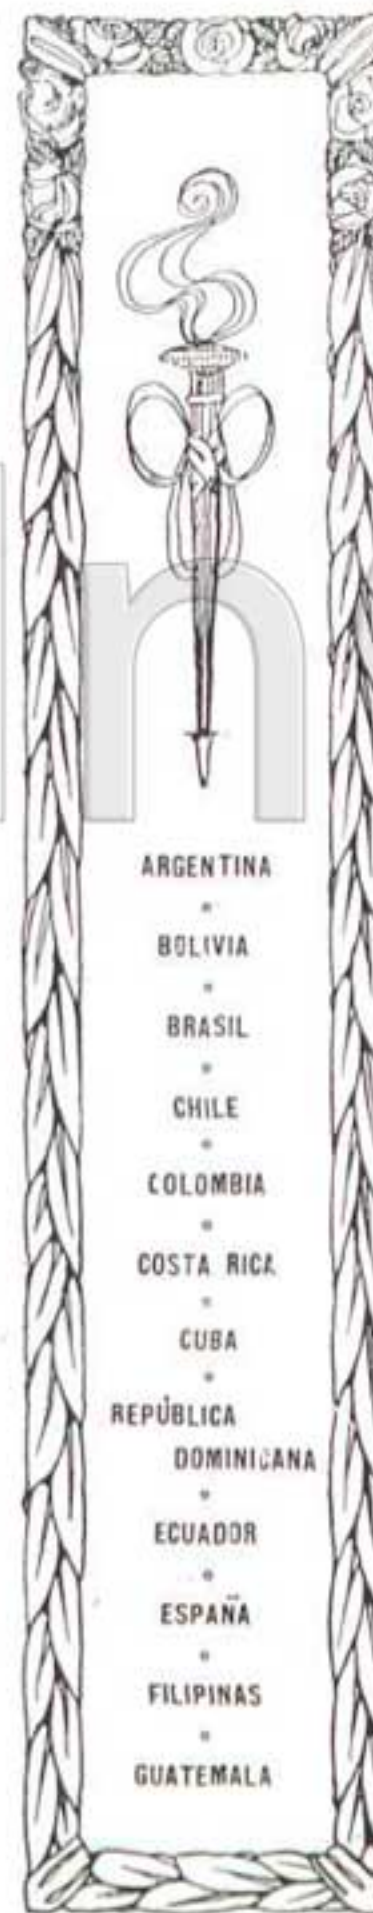 ARGENTINA
BOLIVIA
BRASIL
CHILE
COLOMBIA
COSTA RICA
CUBA
REPÚBLICA
DOMINICANA
ECUADOR
ESPAÑA
FILIPINAS
GUATEMALA
n